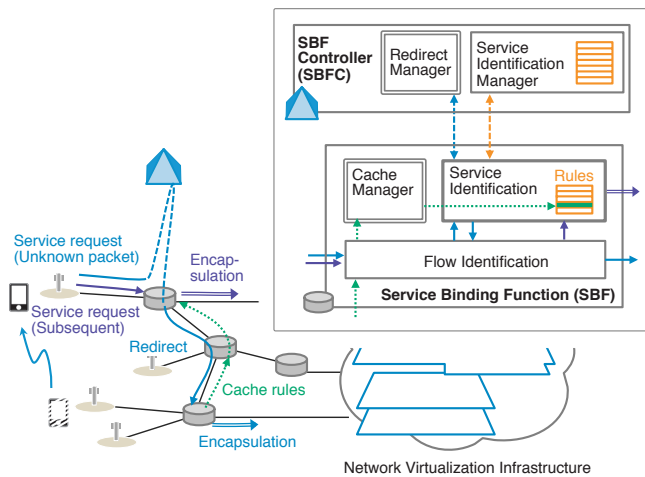 SBF
Controller
(SBFC)
Redirect
Manager
Service
Identification
Manager
Cache
Manager
Service
Identification
Rules
Flow Identification
Service Binding Function (SBF)
Service request
(Unknown packet)
Encap-
sulation
Service request
(Subsequent)
Redirect
Cache rules
Encapsulation
Network Virtualization Infrastructure